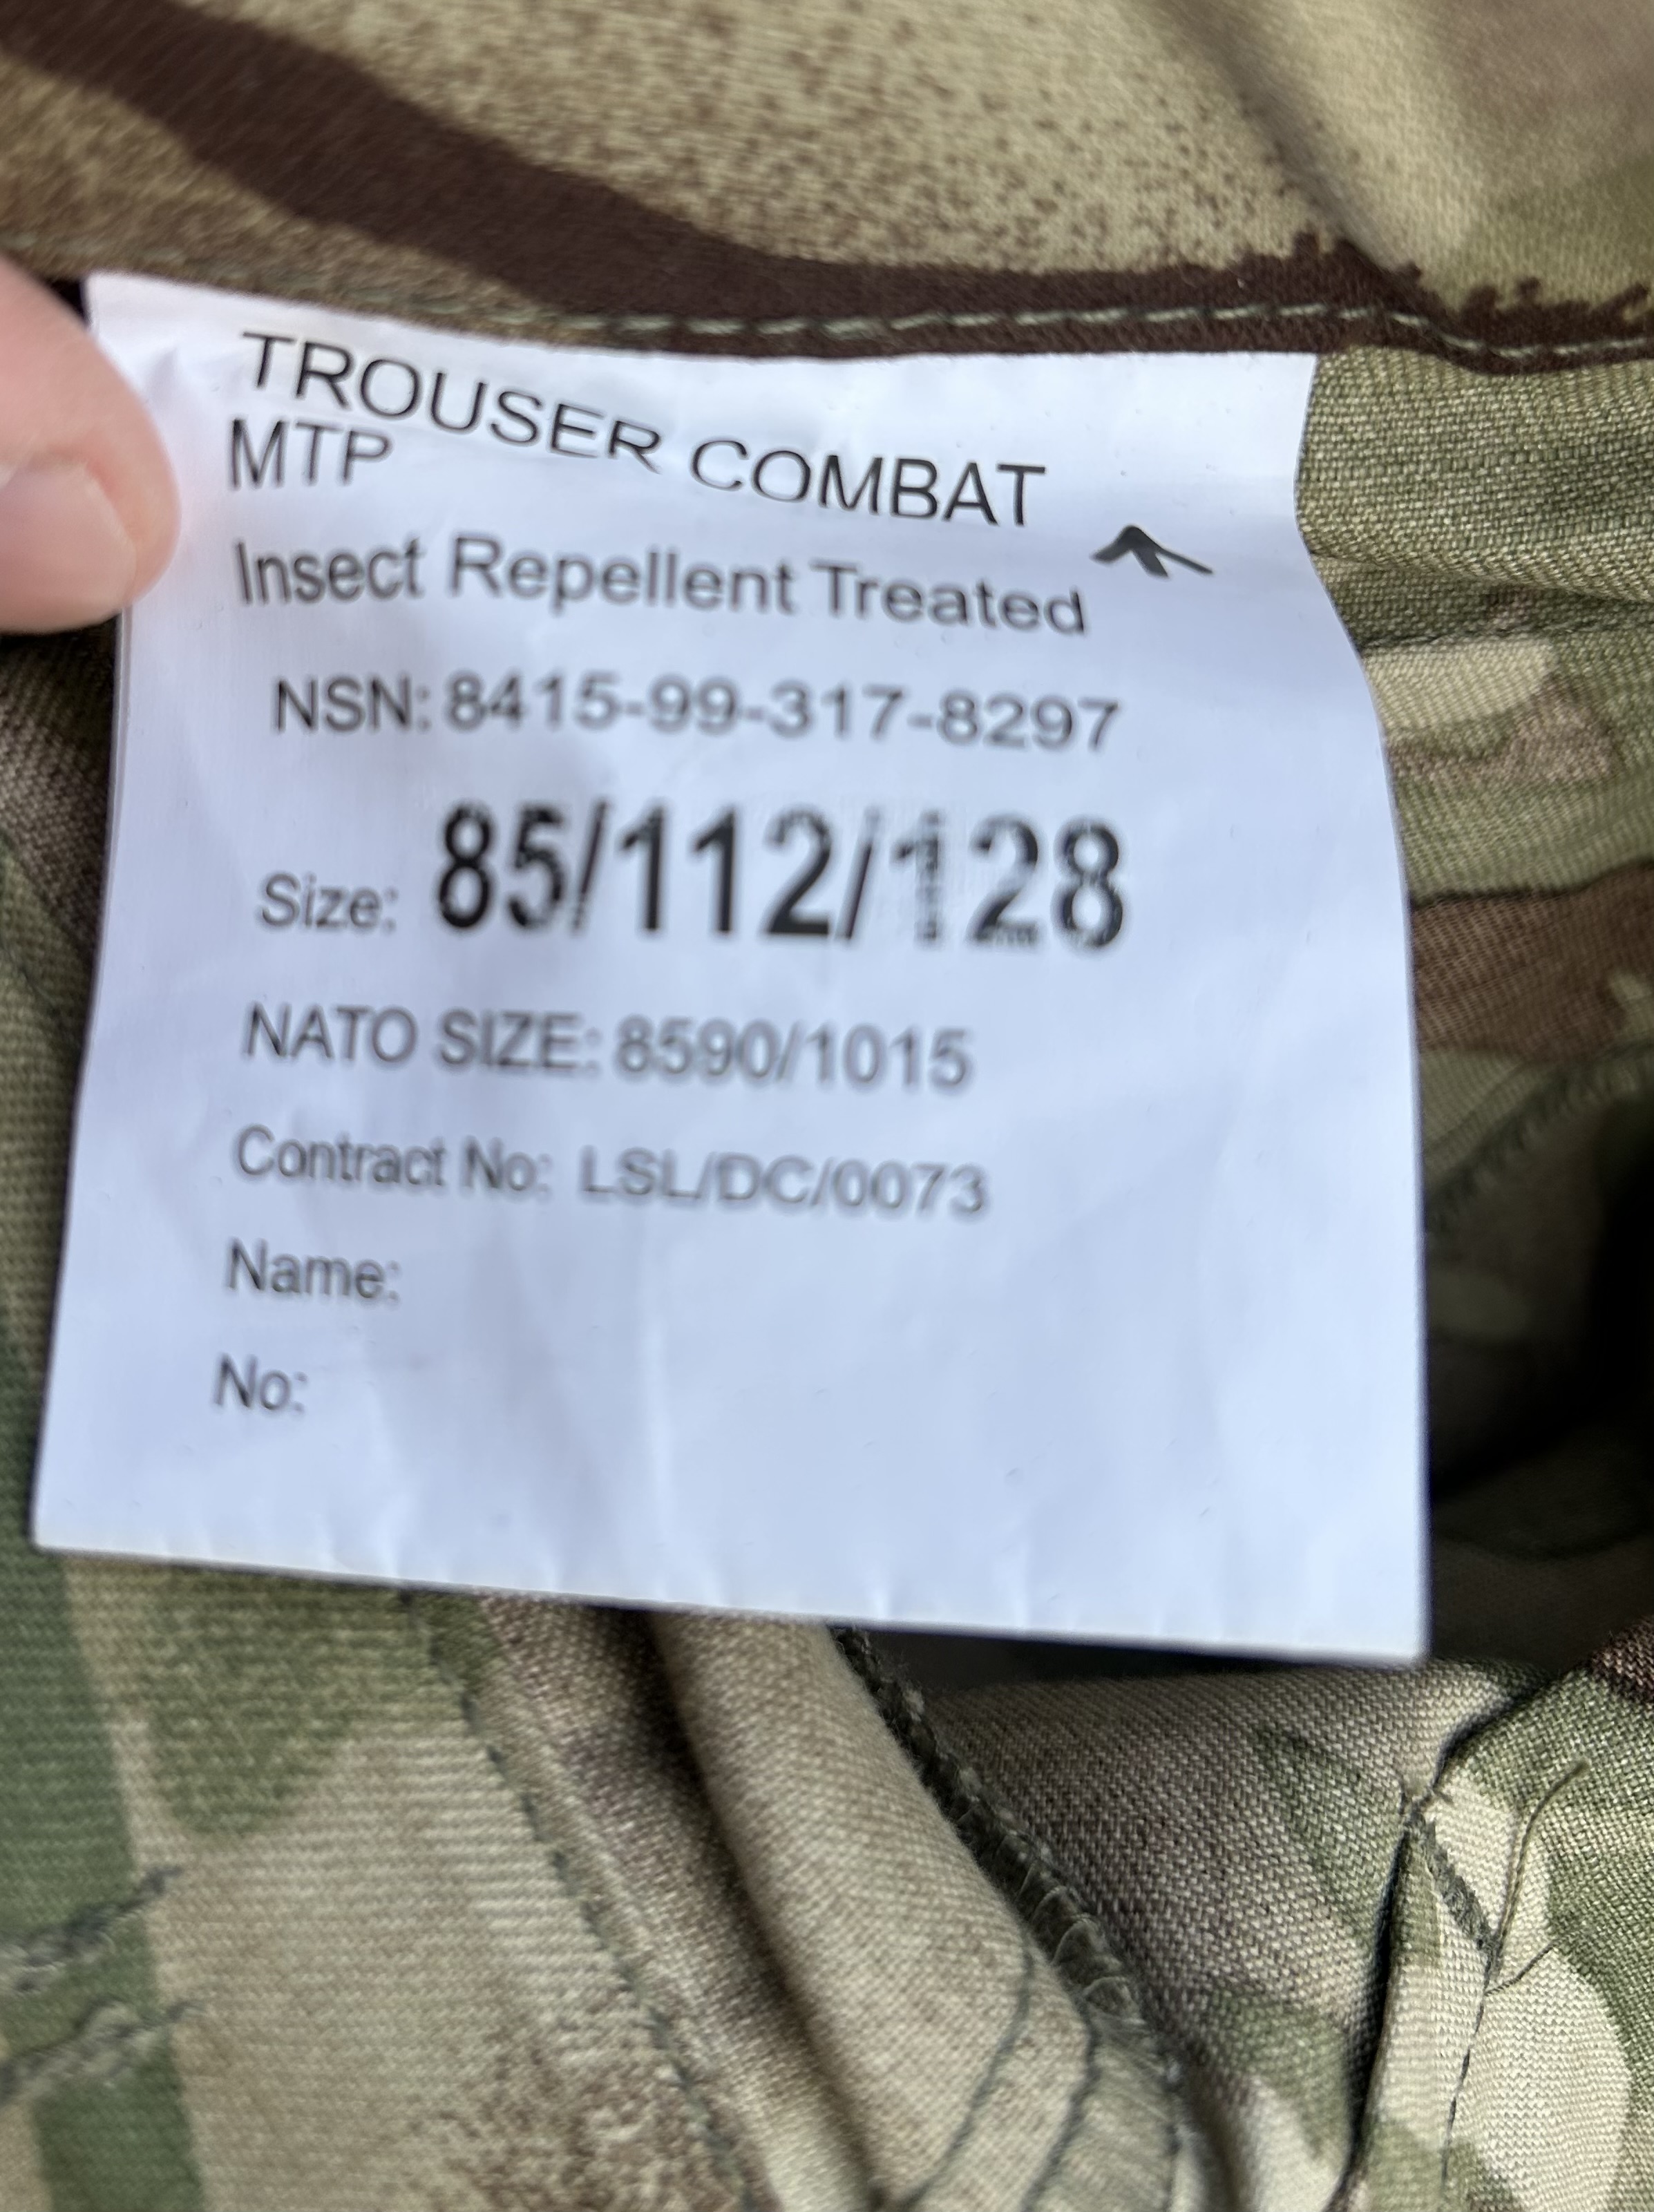 TROUSER COMBAT
MTP
Insect Repellent Treated
NSN: 8415-99-317-8297
Size: 85/112/128
NATO SIZE: 8590/1015
Contract No: LSL/DC/0073
Name:
No: